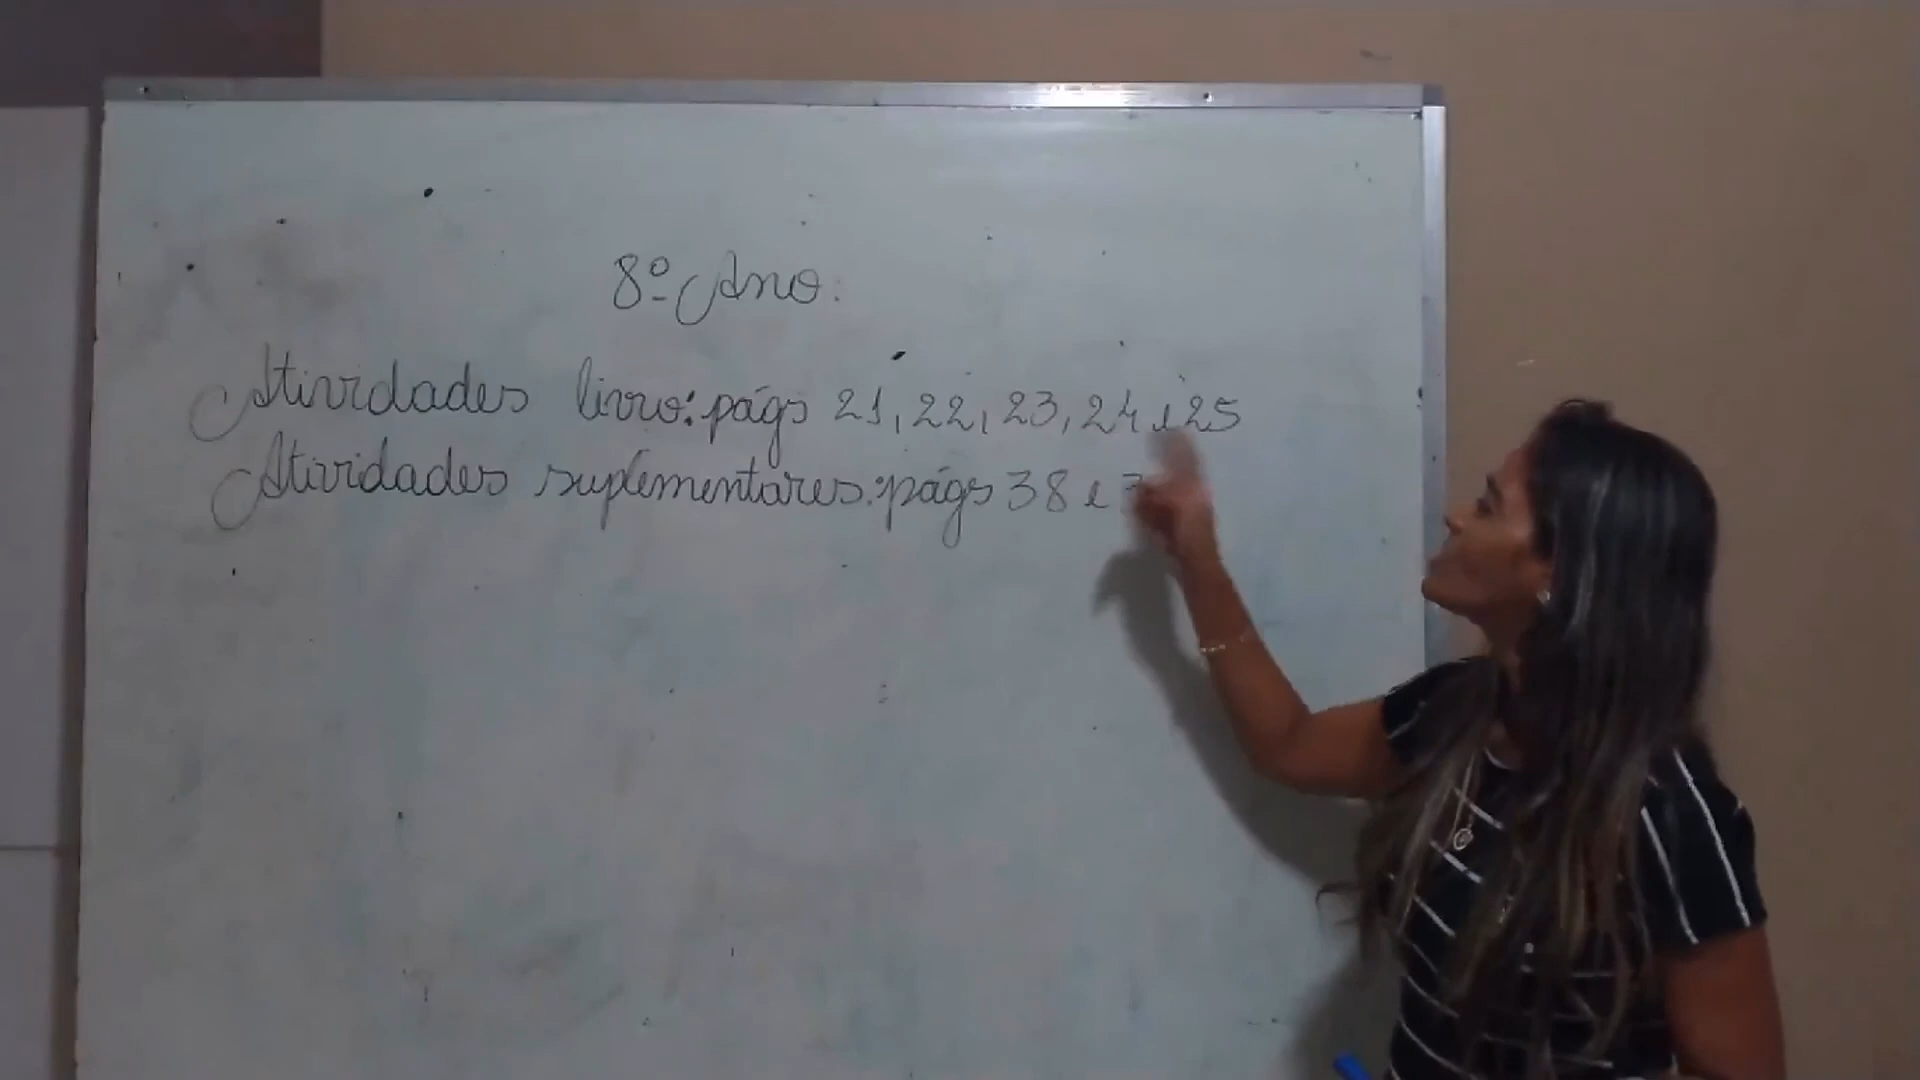 8º Ano:
Atividades livro: págs 21, 22, 23, 24 e 25
Atividades suplementares: págs 38 e